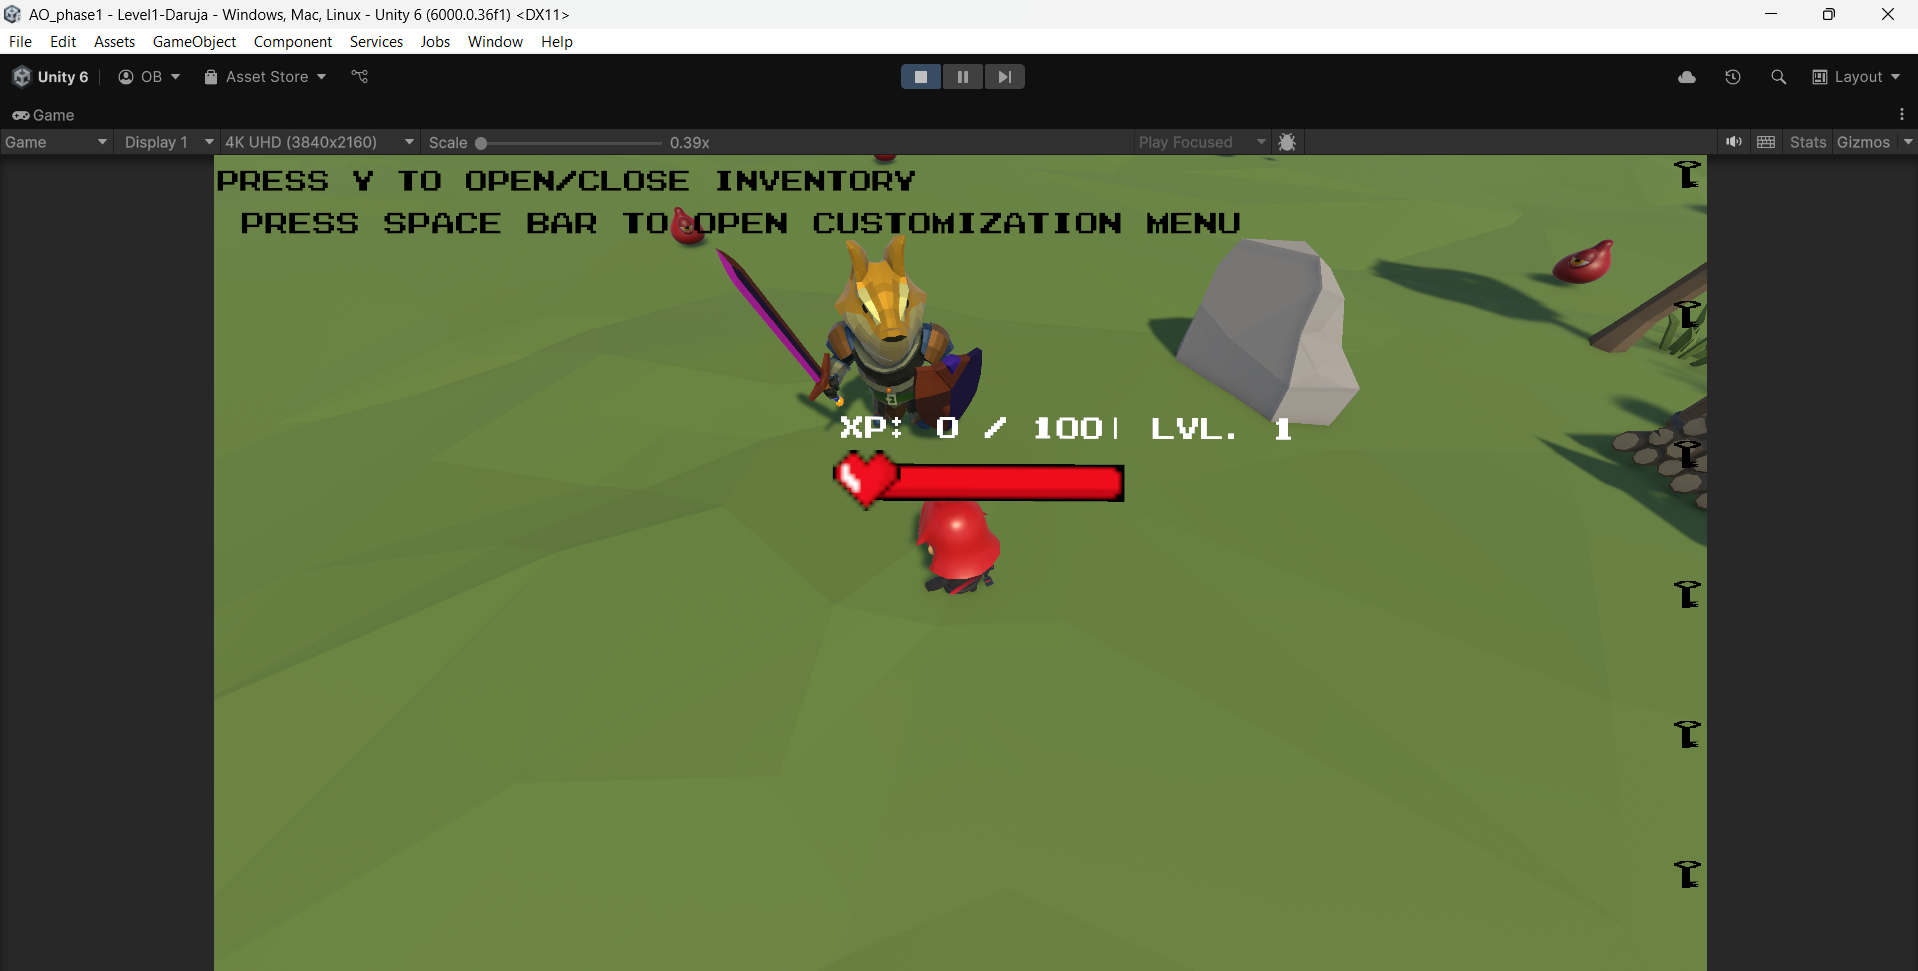 AO_phase1 - Level1-Daruja - Windows, Mac, Linux - Unity 6 (6000.0.36f1) <DX11>
File Edit Assets GameObject Component Services Jobs Window Help
Unity 6 OB Asset Store Layout
Game
Game Display 1 4K UHD (3840x2160) Scale 0.39x Play Focused Stats Gizmos
PRESS Y TO OPEN/CLOSE INVENTORY
PRESS SPACE BAR TO OPEN CUSTOMIZATION MENU
XP: 0 / 100| LVL. 1